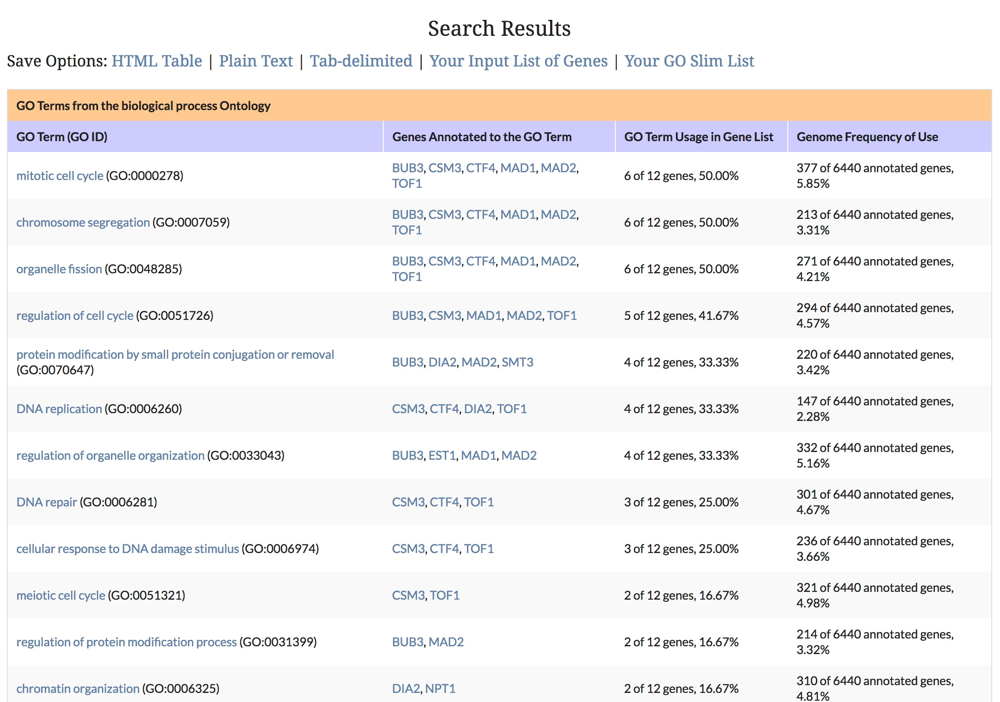 Search Results
Save Options: HTML Table | Plain Text | Tab-delimited | Your Input List of Genes | Your GO Slim List
GO Terms from the biological process Ontology
GO Term (GO ID) Genes Annotated to the GO Term GO Term Usage in Gene List Genome Frequency of Use
mitotic cell cycle (GO:0000278) BUB3, CSM3, CTF4, MAD1, MAD2, TOF1 6 of 12 genes, 50.00% 377 of 6440 annotated genes, 5.85%
chromosome segregation (GO:0007059) BUB3, CSM3, CTF4, MAD1, MAD2, TOF1 6 of 12 genes, 50.00% 213 of 6440 annotated genes, 3.31%
organelle fission (GO:0048285) BUB3, CSM3, CTF4, MAD1, MAD2, TOF1 6 of 12 genes, 50.00% 271 of 6440 annotated genes, 4.21%
regulation of cell cycle (GO:0051726) BUB3, CSM3, MAD1, MAD2, TOF1 5 of 12 genes, 41.67% 294 of 6440 annotated genes, 4.57%
protein modification by small protein conjugation or removal (GO:0070647) BUB3, DIA2, MAD2, SMT3 4 of 12 genes, 33.33% 220 of 6440 annotated genes, 3.42%
DNA replication (GO:0006260) CSM3, CTF4, DIA2, TOF1 4 of 12 genes, 33.33% 147 of 6440 annotated genes, 2.28%
regulation of organelle organization (GO:0033043) BUB3, EST1, MAD1, MAD2 4 of 12 genes, 33.33% 332 of 6440 annotated genes, 5.16%
DNA repair (GO:0006281) CSM3, CTF4, TOF1 3 of 12 genes, 25.00% 301 of 6440 annotated genes, 4.67%
cellular response to DNA damage stimulus (GO:0006974) CSM3, CTF4, TOF1 3 of 12 genes, 25.00% 236 of 6440 annotated genes, 3.66%
meiotic cell cycle (GO:0051321) CSM3, TOF1 2 of 12 genes, 16.67% 321 of 6440 annotated genes, 4.98%
regulation of protein modification process (GO:0031399) BUB3, MAD2 2 of 12 genes, 16.67% 214 of 6440 annotated genes, 3.32%
chromatin organization (GO:0006325) DIA2, NPT1 2 of 12 genes, 16.67% 310 of 6440 annotated genes, 4.81%